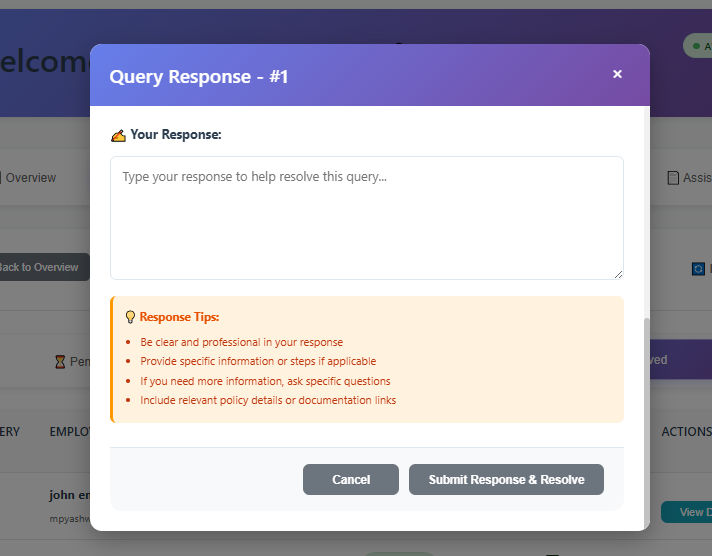 Query Response - #1
×
✍ Your Response:
Type your response to help resolve this query...
💡 Response Tips:
Be clear and professional in your response
Provide specific information or steps if applicable
If you need more information, ask specific questions
Include relevant policy details or documentation links
Cancel
Submit Response & Resolve
elcom
Overview
Assis
Back to Overview
Pen
ved
ERY
EMPLO
ACTIONS
john e
mpyash
View D